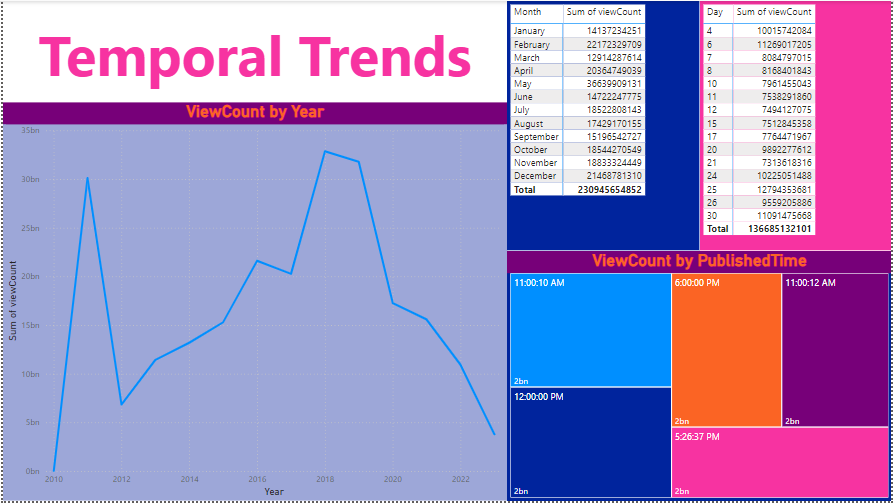 Temporal Trends
ViewCount by Year
35bn
30bn
25bn
20bn
15bn
10bn
5bn
0bn
Sum of viewCount
2010 2012 2014 2016 2018 2020 2022
Year
Month Sum of viewCount
January 14137234251
February 22172329709
March 12914287614
April 20364749039
May 36639909131
June 14722247775
July 18522808143
August 17429170155
September 15196542727
October 18544270549
November 18833324449
December 21468781310
Total 230945654852
Day Sum of viewCount
4 10015742084
6 11269017205
7 8084797015
8 8168401843
10 7961455043
11 7538291860
12 7494127075
15 7512845358
17 7764471967
20 9892277612
21 7313618316
24 10225051488
25 12794353681
26 9559205886
30 11091475668
Total 136685132101
ViewCount by PublishedTime
11:00:10 AM
2bn
12:00:00 PM
2bn
6:00:00 PM
2bn
11:00:12 AM
2bn
5:26:37 PM
2bn